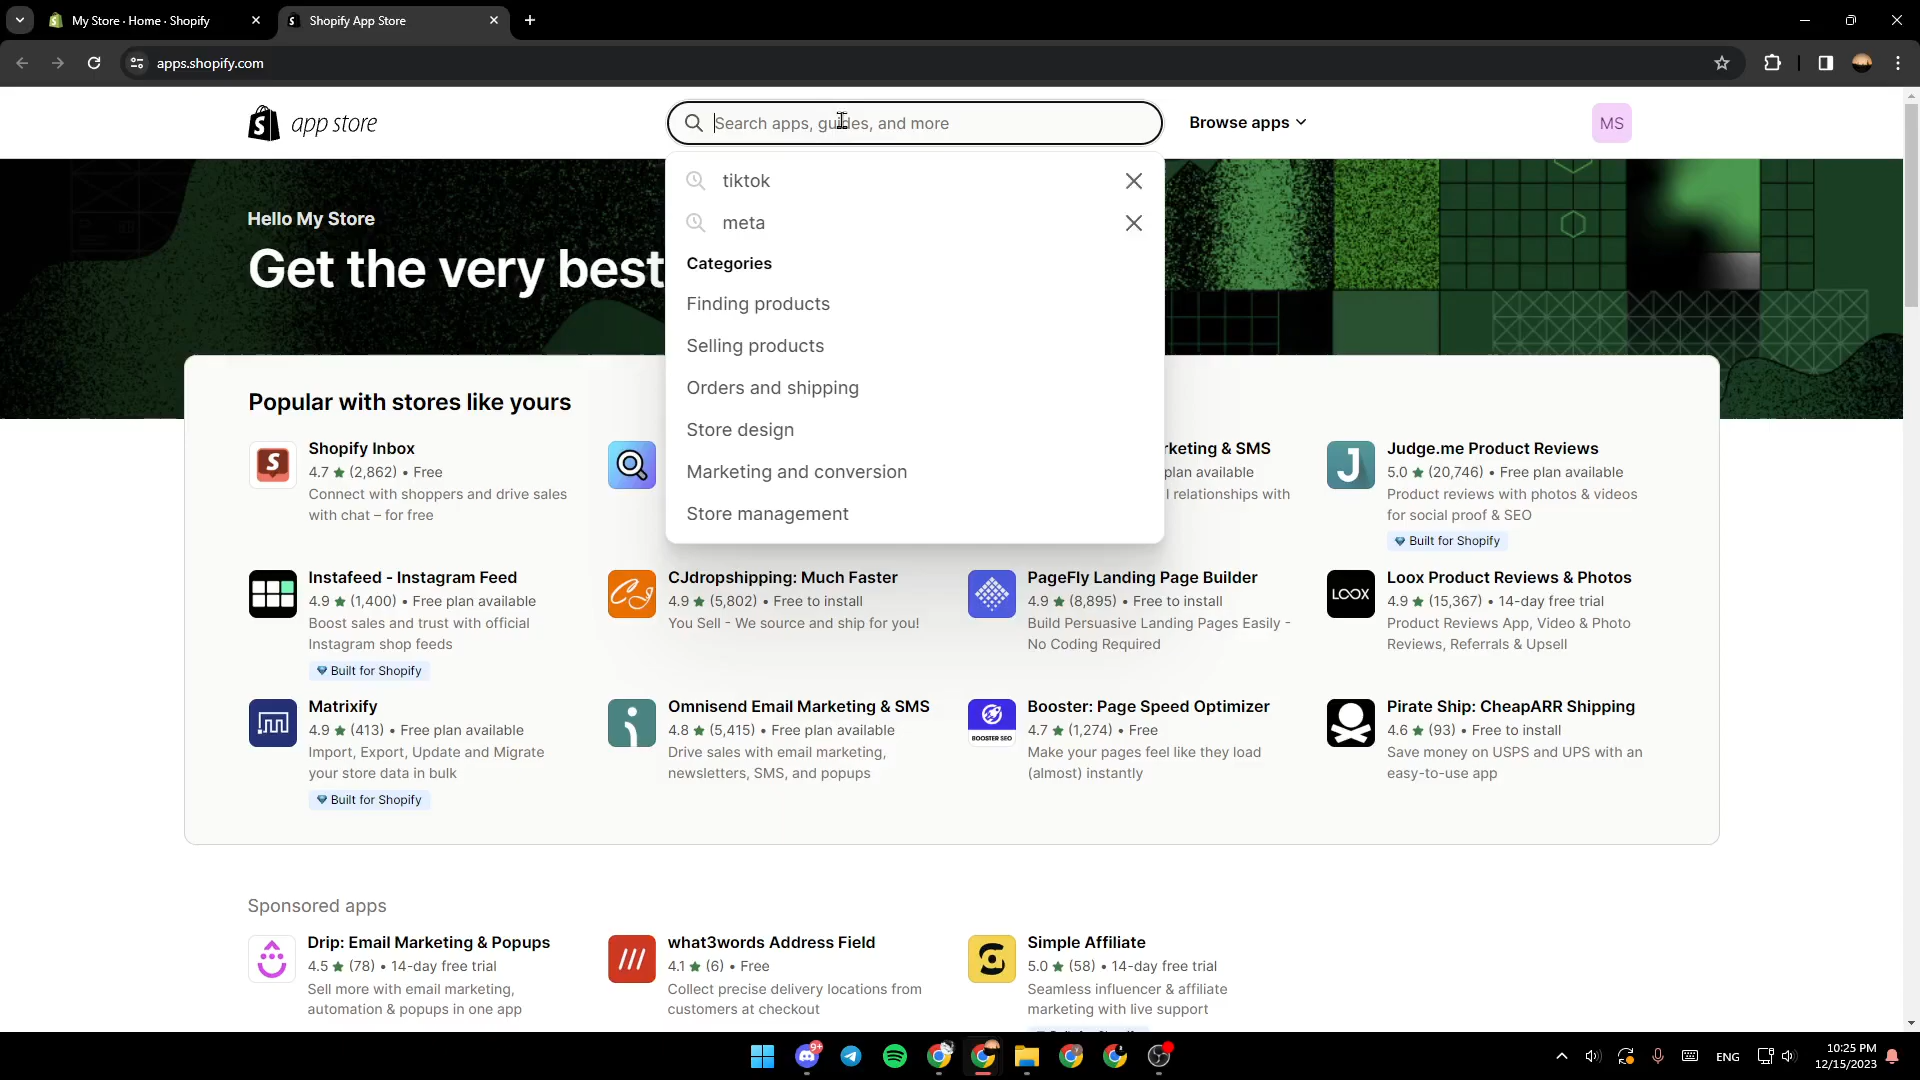 My Store · Home · Shopify
Shopify App Store
apps.shopify.com
app store
Search apps, guides, and more
Browse apps
MS
tiktok
meta
Categories
Finding products
Selling products
Orders and shipping
Store design
Marketing and conversion
Store management
Hello My Store
Get the very best
Popular with stores like yours
Shopify Inbox
4.7 ★ (2,862) • Free
Connect with shoppers and drive sales
with chat – for free
rketing & SMS
plan available
l relationships with
Judge.me Product Reviews
5.0 ★ (20,746) • Free plan available
Product reviews with photos & videos
for social proof & SEO
Built for Shopify
Instafeed - Instagram Feed
4.9 ★ (1,400) • Free plan available
Boost sales and trust with official
Instagram shop feeds
Built for Shopify
CJdropshipping: Much Faster
4.9 ★ (5,802) • Free to install
You Sell - We source and ship for you!
PageFly Landing Page Builder
4.9 ★ (8,895) • Free to install
Build Persuasive Landing Pages Easily -
No Coding Required
LOOX
Loox Product Reviews & Photos
4.9 ★ (15,367) • 14-day free trial
Product Reviews App, Video & Photo
Reviews, Referrals & Upsell
Matrixify
4.9 ★ (413) • Free plan available
Import, Export, Update and Migrate
your store data in bulk
Built for Shopify
Omnisend Email Marketing & SMS
4.8 ★ (5,415) • Free plan available
Drive sales with email marketing,
newsletters, SMS, and popups
BOOSTER SEO
Booster: Page Speed Optimizer
4.7 ★ (1,274) • Free
Make your pages feel like they load
(almost) instantly
Pirate Ship: CheapARR Shipping
4.6 ★ (93) • Free to install
Save money on USPS and UPS with an
easy-to-use app
Sponsored apps
Drip: Email Marketing & Popups
4.5 ★ (78) • 14-day free trial
Sell more with email marketing,
automation & popups in one app
what3words Address Field
4.1 ★ (6) • Free
Collect precise delivery locations from
customers at checkout
Simple Affiliate
5.0 ★ (58) • 14-day free trial
Seamless influencer & affiliate
marketing with live support
9+
ENG
10:25 PM
12/15/2023